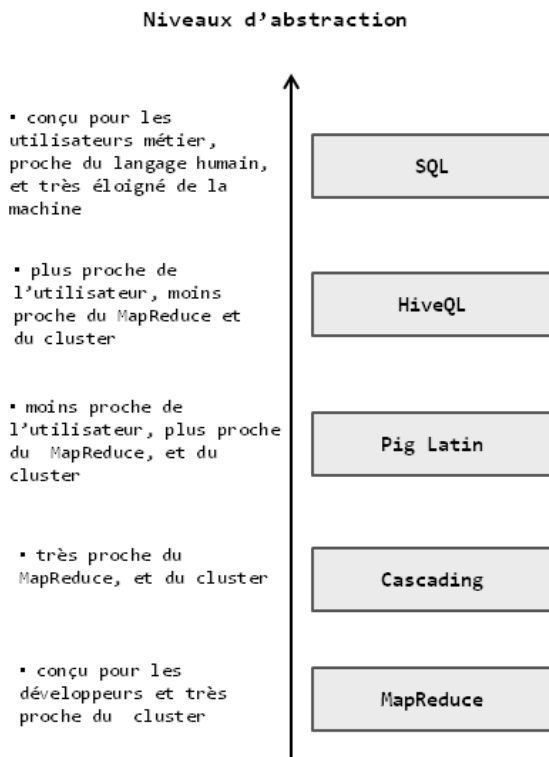 Niveaux d’abstraction
▪ conçu pour les
utilisateurs métier,
proche du langage humain,
et très éloigné de la
machine
SQL
▪ plus proche de
l’utilisateur, moins
proche du MapReduce et
du cluster
HiveQL
▪ moins proche de
l’utilisateur, plus proche
du MapReduce, et du
cluster
Pig Latin
▪ très proche du
MapReduce, et du cluster
Cascading
▪ conçu pour les
développeurs et très
proche du cluster
MapReduce